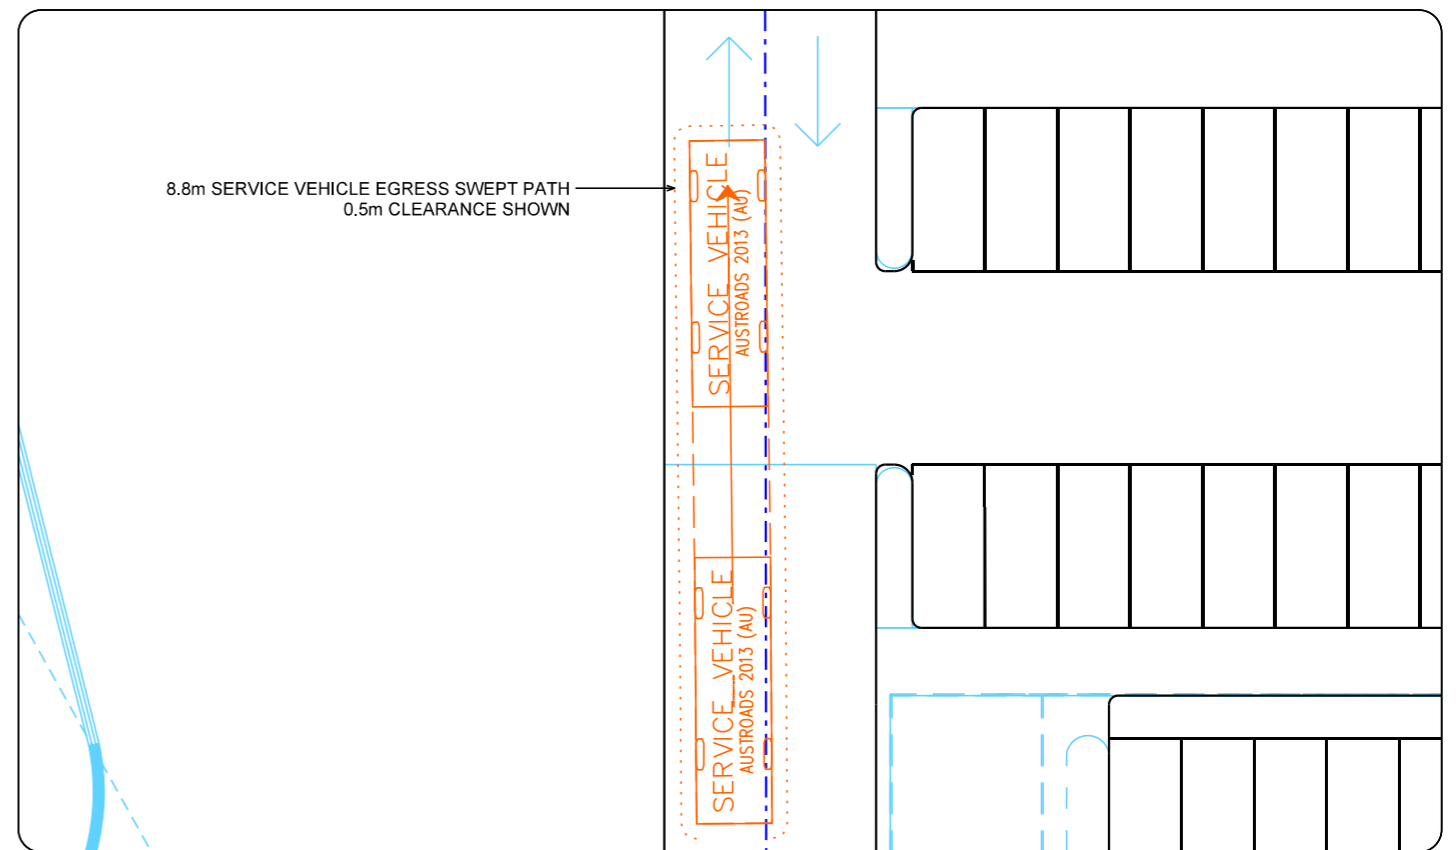 8.8m SERVICE VEHICLE EGRESS SWEPT PATH
0.5m CLEARANCE SHOWN
SERVICE VEHICLE
AUSTROADS 2013 (AU)
SERVICE VEHICLE
AUSTROADS 2013 (AU)